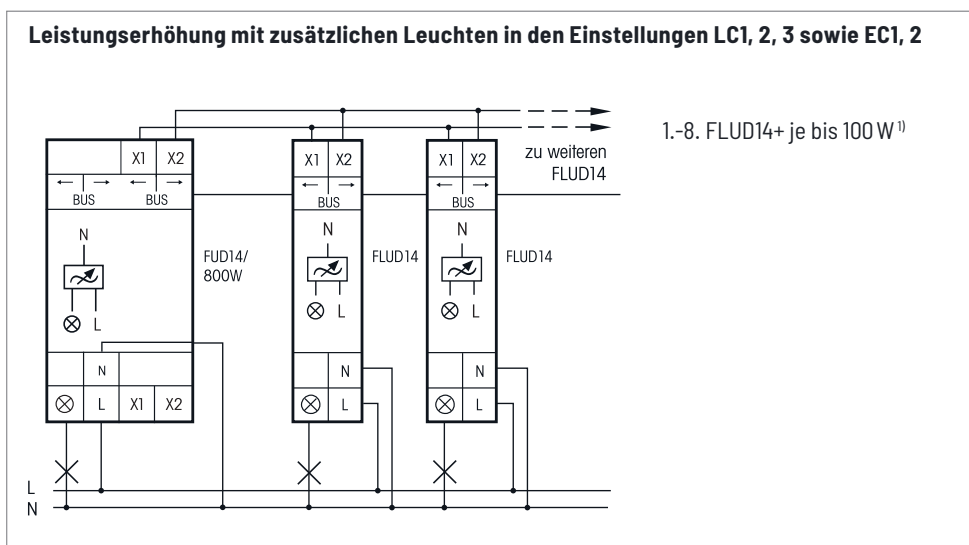 Leistungserhöhung mit zusätzlichen Leuchten in den Einstellungen LC1, 2, 3 sowie EC1, 2
1.-8. FLUD14+ je bis 100 W 1)
zu weiteren
FLUD14
X1 X2
X1 X2
X1 X2
BUS BUS
BUS
BUS
N
N
N
FUD14/
800W
FLUD14
FLUD14
L
L
L
N
N
N
L X1 X2
L
L
L
N